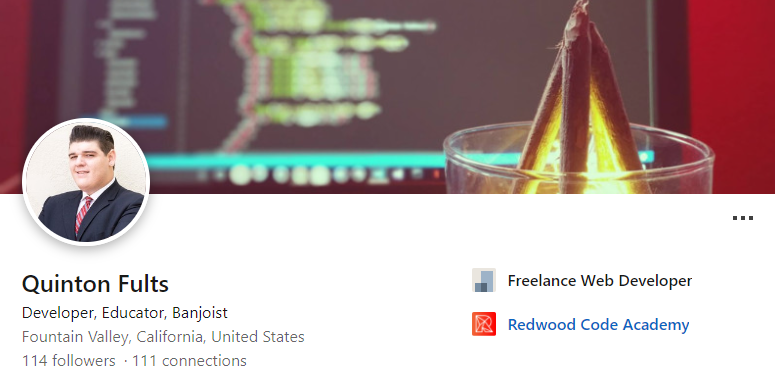 Quinton Fults
Developer, Educator, Banjoist
Fountain Valley, California, United States
114 followers · 111 connections
Freelance Web Developer
Redwood Code Academy